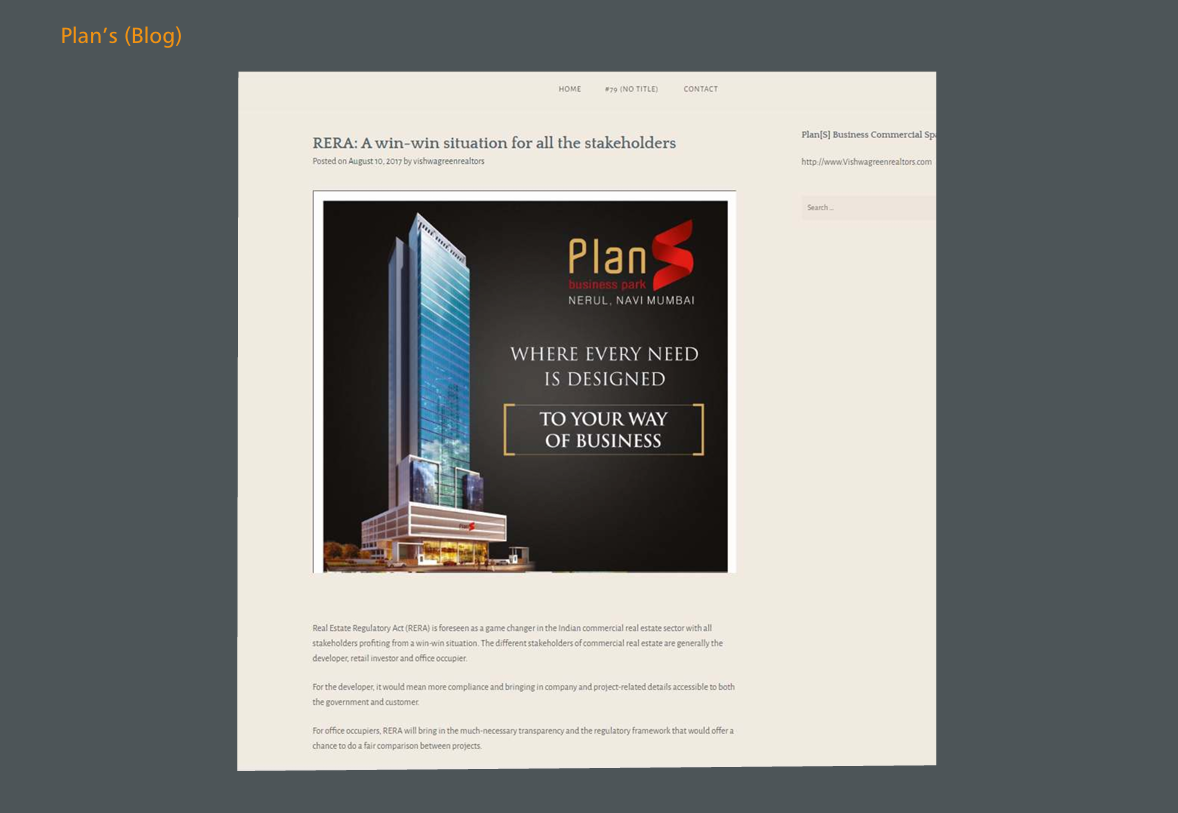 Plan's (Blog)
HOME #79 (NO TITLE) CONTACT
RERA: A win-win situation for all the stakeholders
Posted on August 10, 2017 by vishwagreenrealtors
Plan[S] Business Commercial
http://www.Vishwagreenrealtors.com
Search ...
Plan S
business park
NERUL, NAVI MUMBAI
WHERE EVERY NEED
IS DESIGNED
TO YOUR WAY
OF BUSINESS
Plan S
Real Estate Regulatory Act (RERA) is foreseen as a game changer in the Indian commercial real estate sector with all
stakeholders profiting from a win-win situation. The different stakeholders of commercial real estate are generally the
developer, retail investor and office occupier.
For the developer, it would mean more compliance and bringing in company and project-related details accessible to both
the government and customer.
For office occupiers, RERA will bring in the much-necessary transparency and the regulatory framework that would offer a
chance to do a fair comparison between projects.